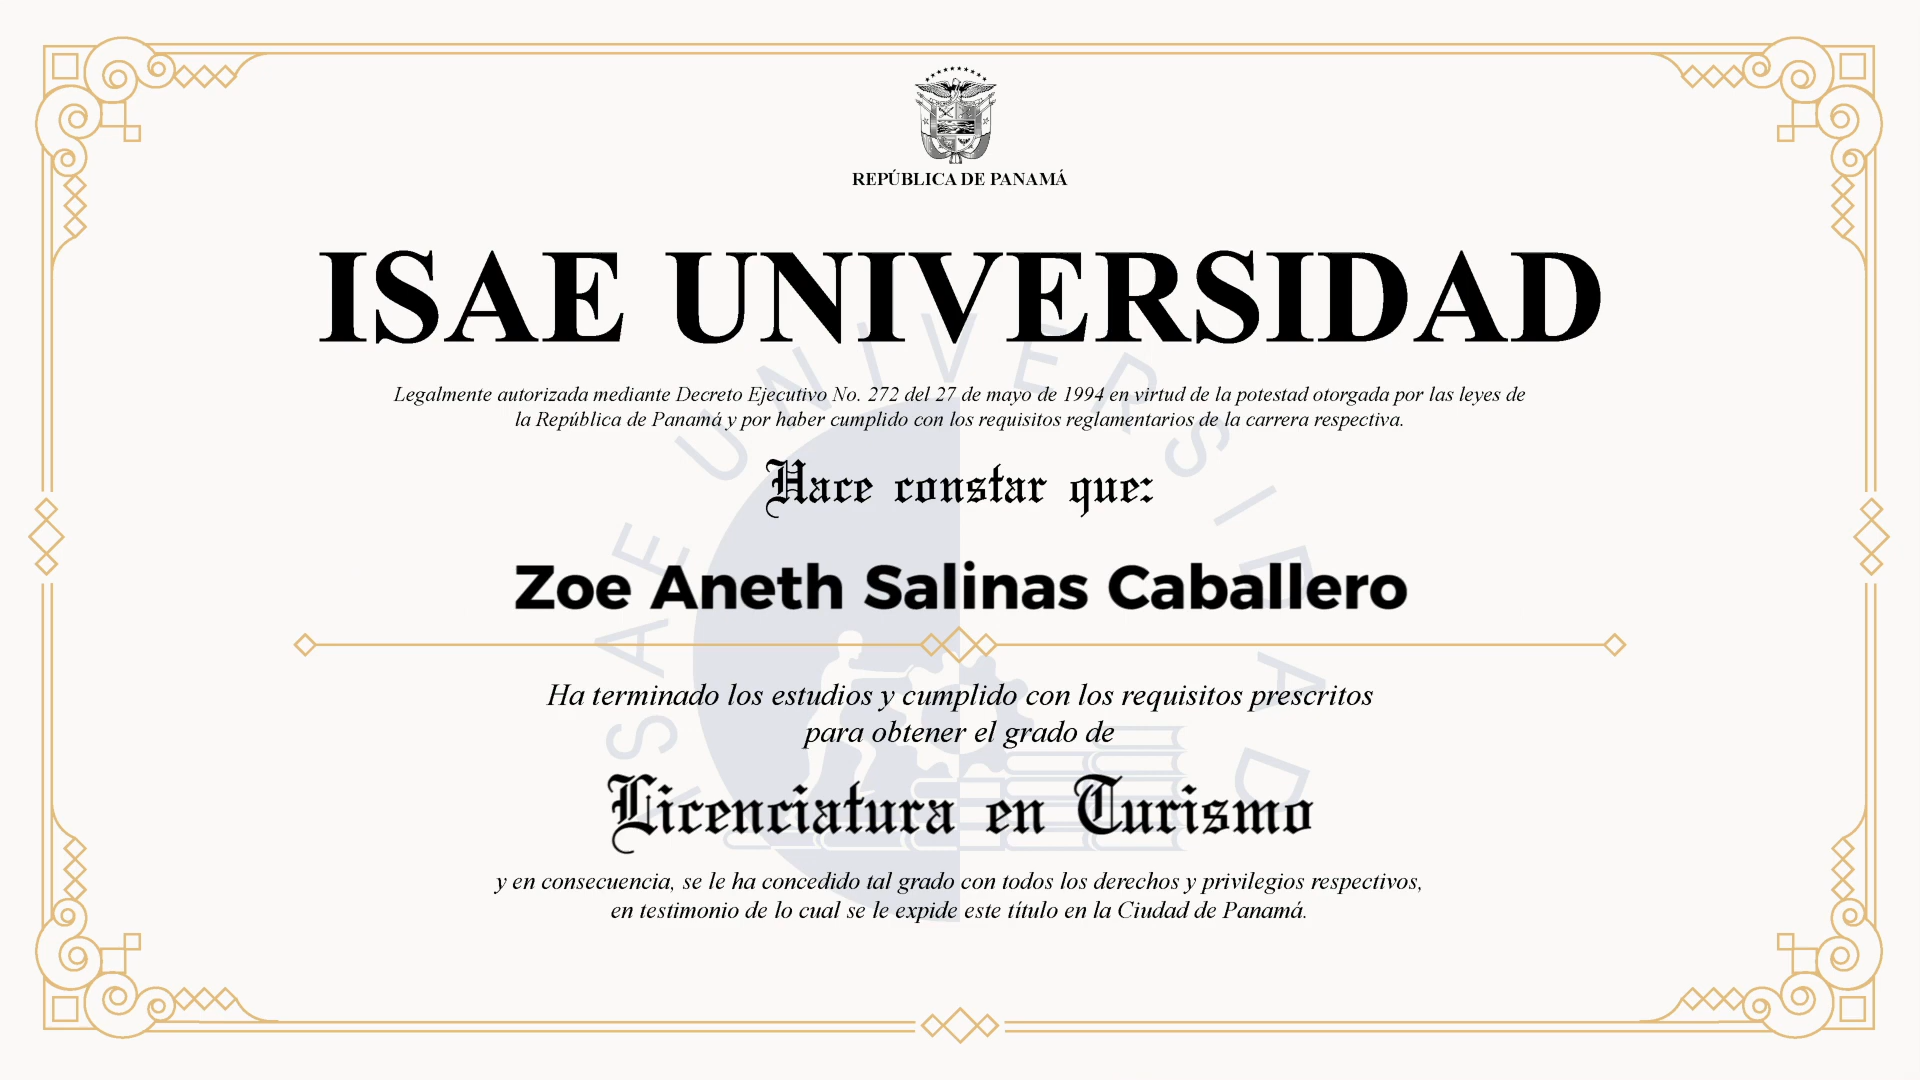 REPÚBLICA DE PANAMÁ
ISAE UNIVERSIDAD
Legalmente autorizada mediante Decreto Ejecutivo No. 272 del 27 de mayo de 1994 en virtud de la potestad otorgada por las leyes de
la República de Panamá y por haber cumplido con los requisitos reglamentarios de la carrera respectiva.
Hace constar que:
Zoe Aneth Salinas Caballero
Ha terminado los estudios y cumplido con los requisitos prescritos
para obtener el grado de
Licenciatura en Turismo
y en consecuencia, se le ha concedido tal grado con todos los derechos y privilegios respectivos,
en testimonio de lo cual se le expide este título en la Ciudad de Panamá.
ISAE UNIVERSIDAD